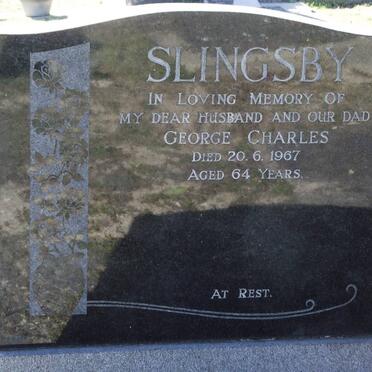 SLINGSBY
IN LOVING MEMORY OF
MY DEAR HUSBAND AND OUR DAD
GEORGE CHARLES
DIED 20. 6. 1967
AGED 64 YEARS.
AT REST.